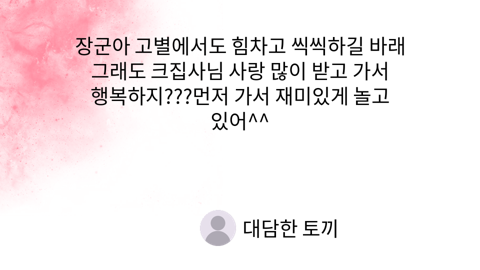 장군아 고별에서도 힘차고 씩씩하길 바래
그래도 크집사님 사랑 많이 받고 가서
행복하지???먼저 가서 재미있게 놀고
있어^^
대담한 토끼